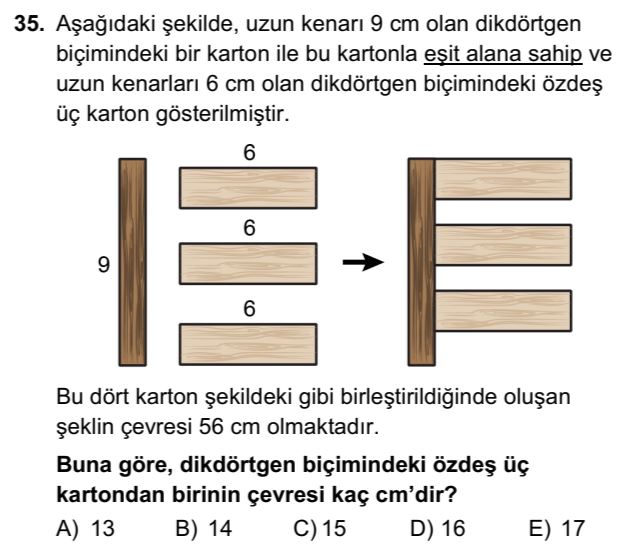 35. Aşağıdaki şekilde, uzun kenarı 9 cm olan dikdörtgen
biçimindeki bir karton ile bu kartonla eşit alana sahip ve
uzun kenarları 6 cm olan dikdörtgen biçimindeki özdeş
üç karton gösterilmiştir.
6
6
9
6
Bu dört karton şekildeki gibi birleştirildiğinde oluşan
şeklin çevresi 56 cm olmaktadır.
Buna göre, dikdörtgen biçimindeki özdeş üç
kartondan birinin çevresi kaç cm'dir?
A) 13 B) 14 C) 15 D) 16 E) 17